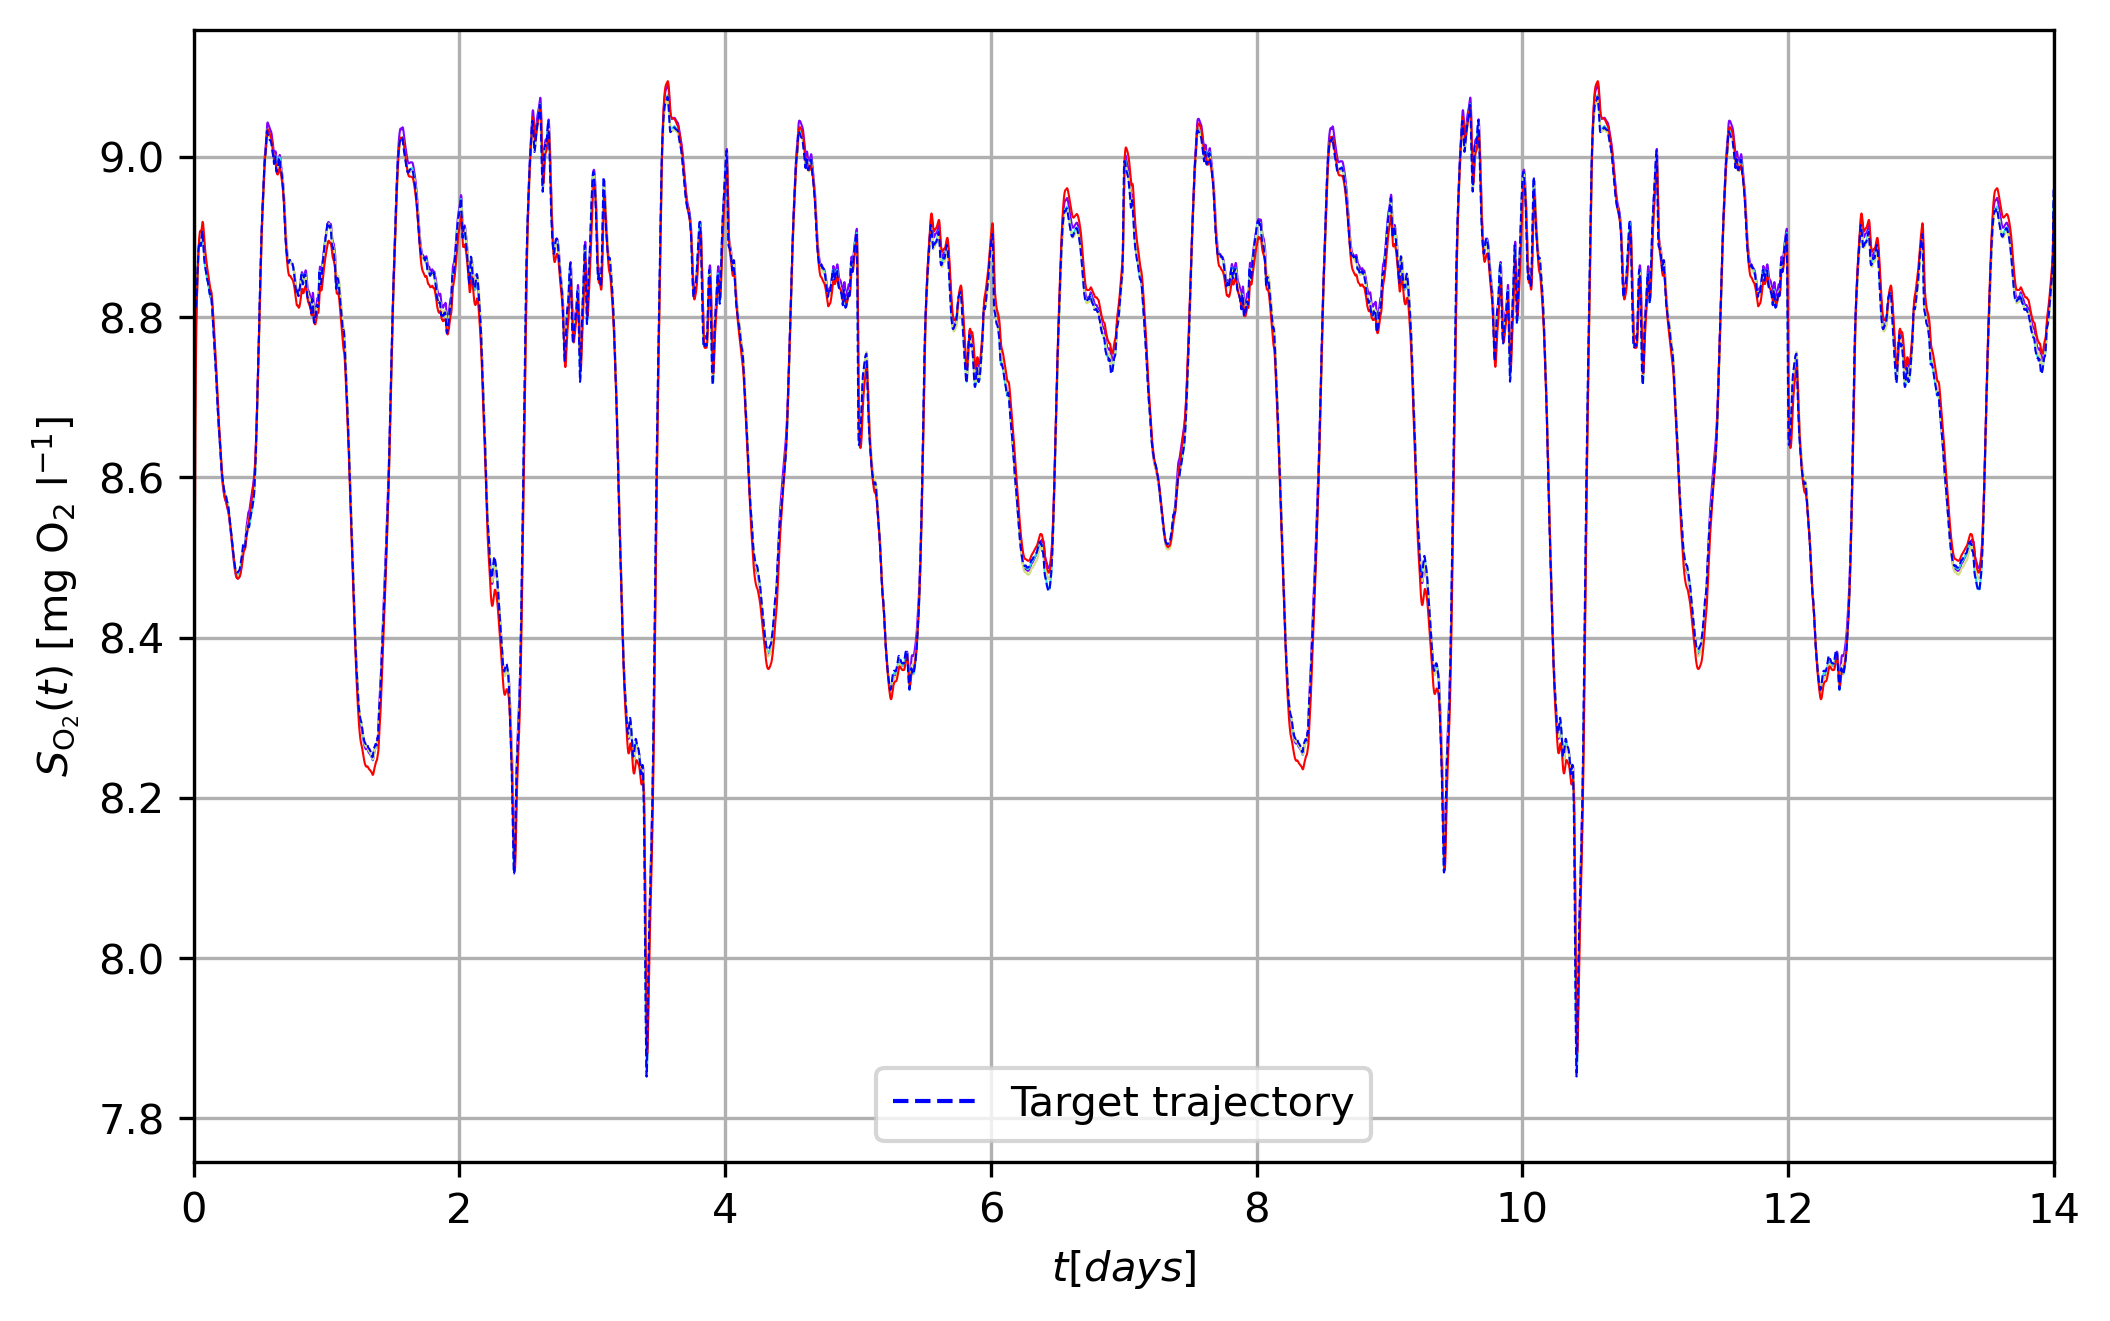 9.0
8.8
8.6
8.4
8.2
8.0
7.8
S_{O_2}(t) [mg O_2 l^{-1}]
Target trajectory
0 2 4 6 8 10 12 14
t[days]